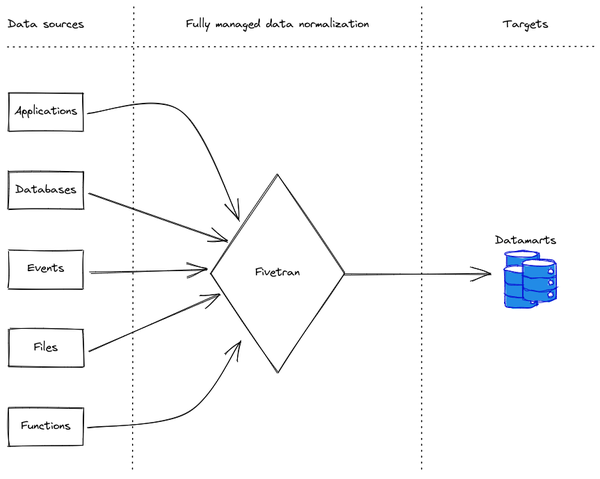 Data sources
Fully managed data normalization
Targets
Applications
Databases
Events
Files
Functions
Fivetran
Datamarts